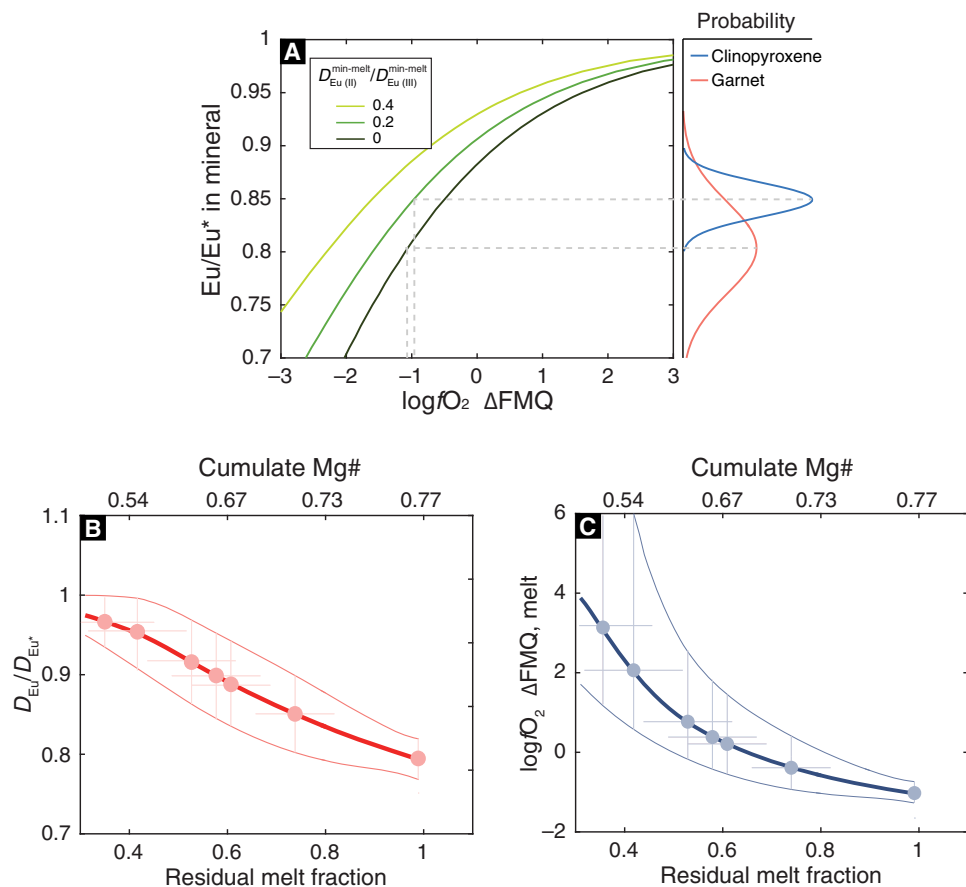 Probability
A
Clinopyroxene
Garnet
D min-melt Eu (II) / D min-melt Eu (III)
0.4
0.2
0
1
0.95
0.9
0.85
0.8
0.75
0.7
Eu/Eu* in mineral
−3 −2 −1 0 1 2 3
logfO2 ΔFMQ
Cumulate Mg#
0.54 0.67 0.73 0.77
B
1.1
1
0.9
0.8
0.7
DEu/DEu*
0.4 0.6 0.8 1
Residual melt fraction
Cumulate Mg#
0.54 0.67 0.73 0.77
C
6
4
2
0
−2
logfO2 ΔFMQ, melt
0.4 0.6 0.8 1
Residual melt fraction